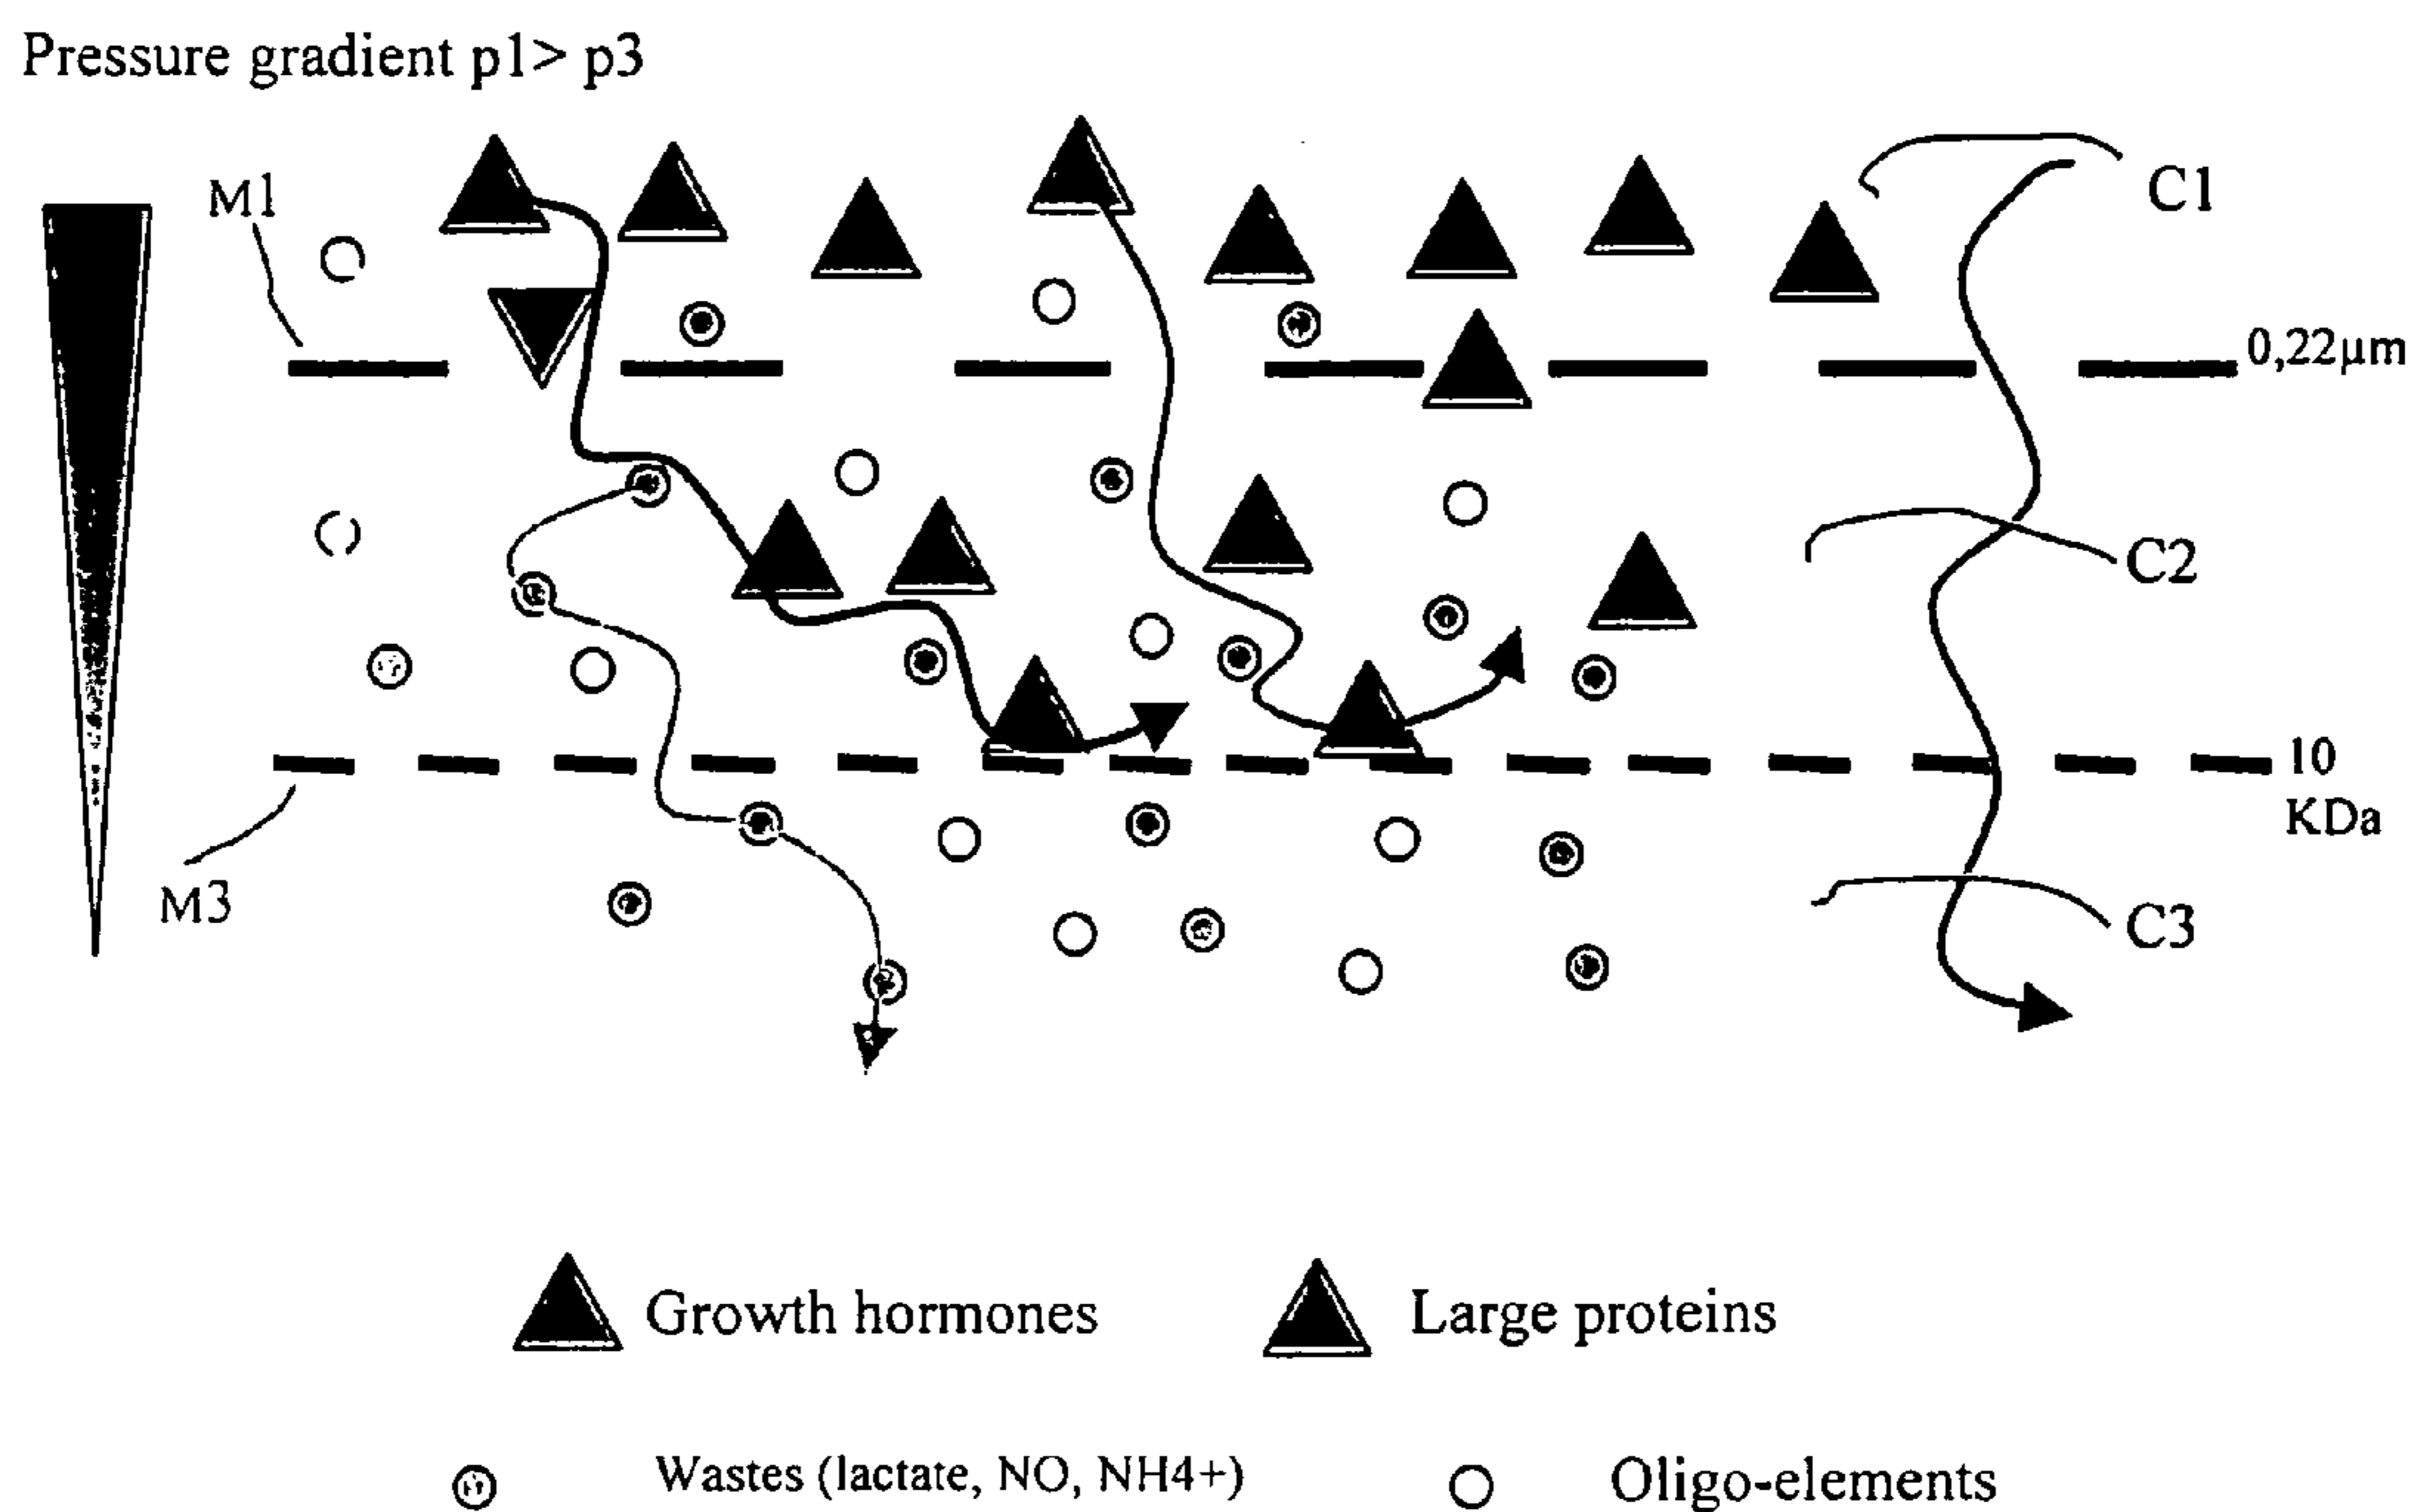 Pressure gradient p1> p3
M1
C1
0,22µm
C2
10
KDa
M3
C3
Growth hormones
Large proteins
Wastes (lactate, NO, NH4+)
Oligo-elements